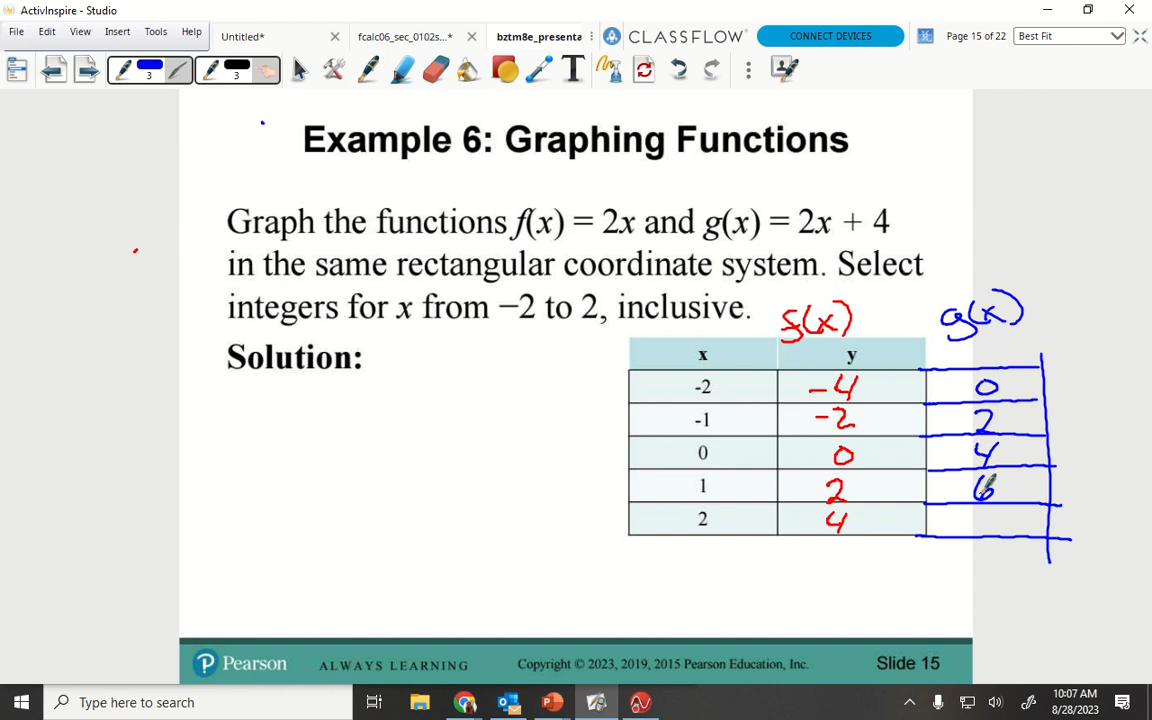 ActivInspire - Studio
File Edit View Insert Tools Help
Untitled*
fcalc06_sec_0102s...*
bztm8e_presenta
CLASSFLOW
CONNECT DEVICES
Page 15 of 22
Best Fit
3
3
Example 6: Graphing Functions
Graph the functions f(x) = 2x and g(x) = 2x + 4
in the same rectangular coordinate system. Select
integers for x from −2 to 2, inclusive.
Solution:
f(x) g(x)
x y
-2 -4 0
-1 -2 2
0 0 4
1 2 6
2 4
Pearson ALWAYS LEARNING Copyright © 2023, 2019, 2015 Pearson Education, Inc. Slide 15
Type here to search
10:07 AM
8/28/2023